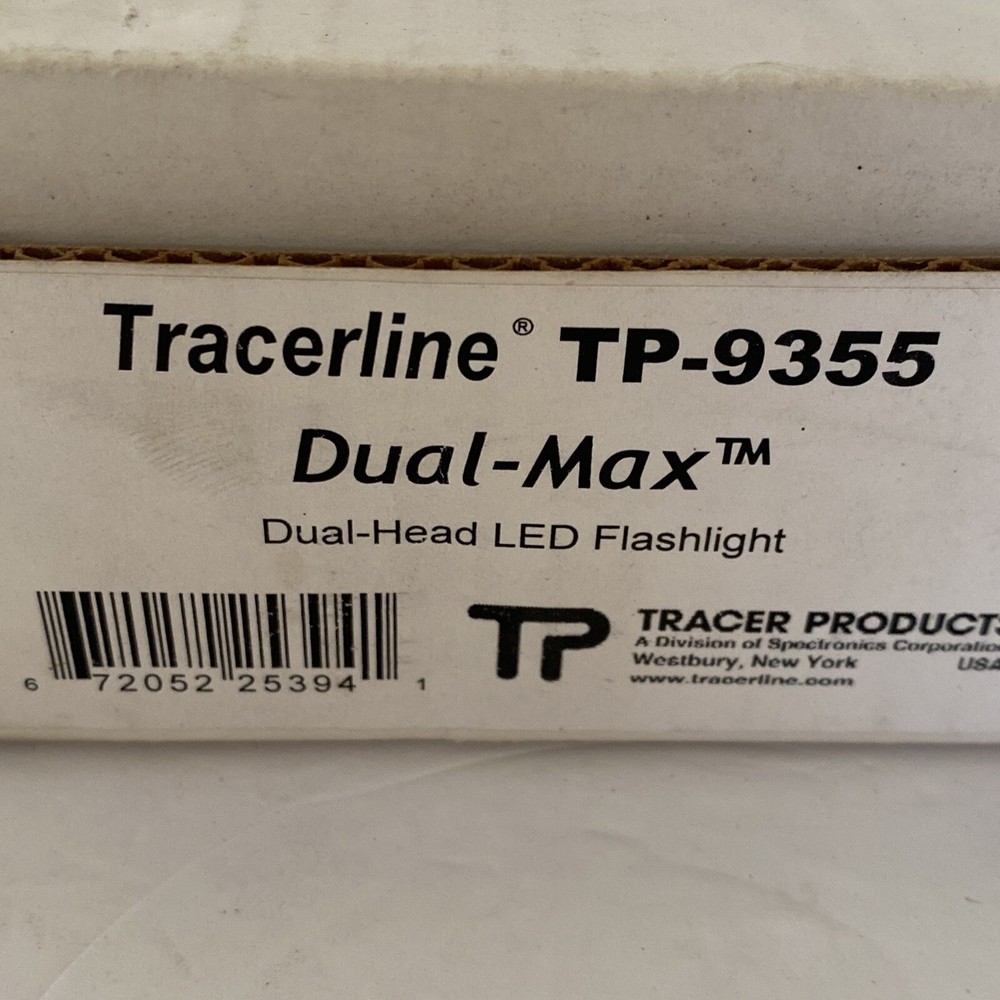 Tracerline® TP-9355
Dual-Max™
Dual-Head LED Flashlight
6 72052 25394 1
TP
TRACER PRODUCTS
A Division of Spectronics Corporation
Westbury, New York USA
www.tracerline.com